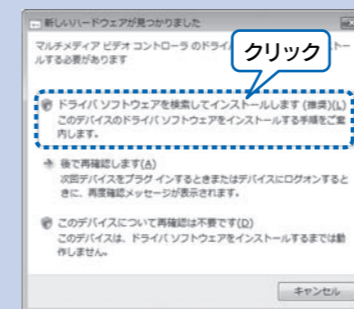 新しいハードウェアが見つかりました
マルチメディア ビデオ コントローラ のドライ
ルする必要があります
クリック
ドライバ ソフトウェアを検索してインストールします (推奨)(L)
このデバイスのドライバ ソフトウェアをインストールする手順をご案
内します。
後で再確認します(A)
次回デバイスをプラグ インするときまたはデバイスにログオンすると
きに、再度確認メッセージが表示されます。
このデバイスについて再確認は不要です(D)
このデバイスは、ドライバ ソフトウェアをインストールするまでは動
作しません。
キャンセル